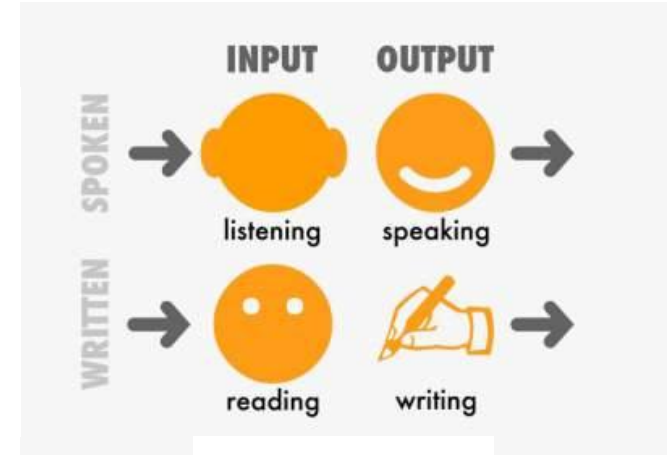 INPUT OUTPUT
SPOKEN
listening speaking
WRITTEN
reading writing